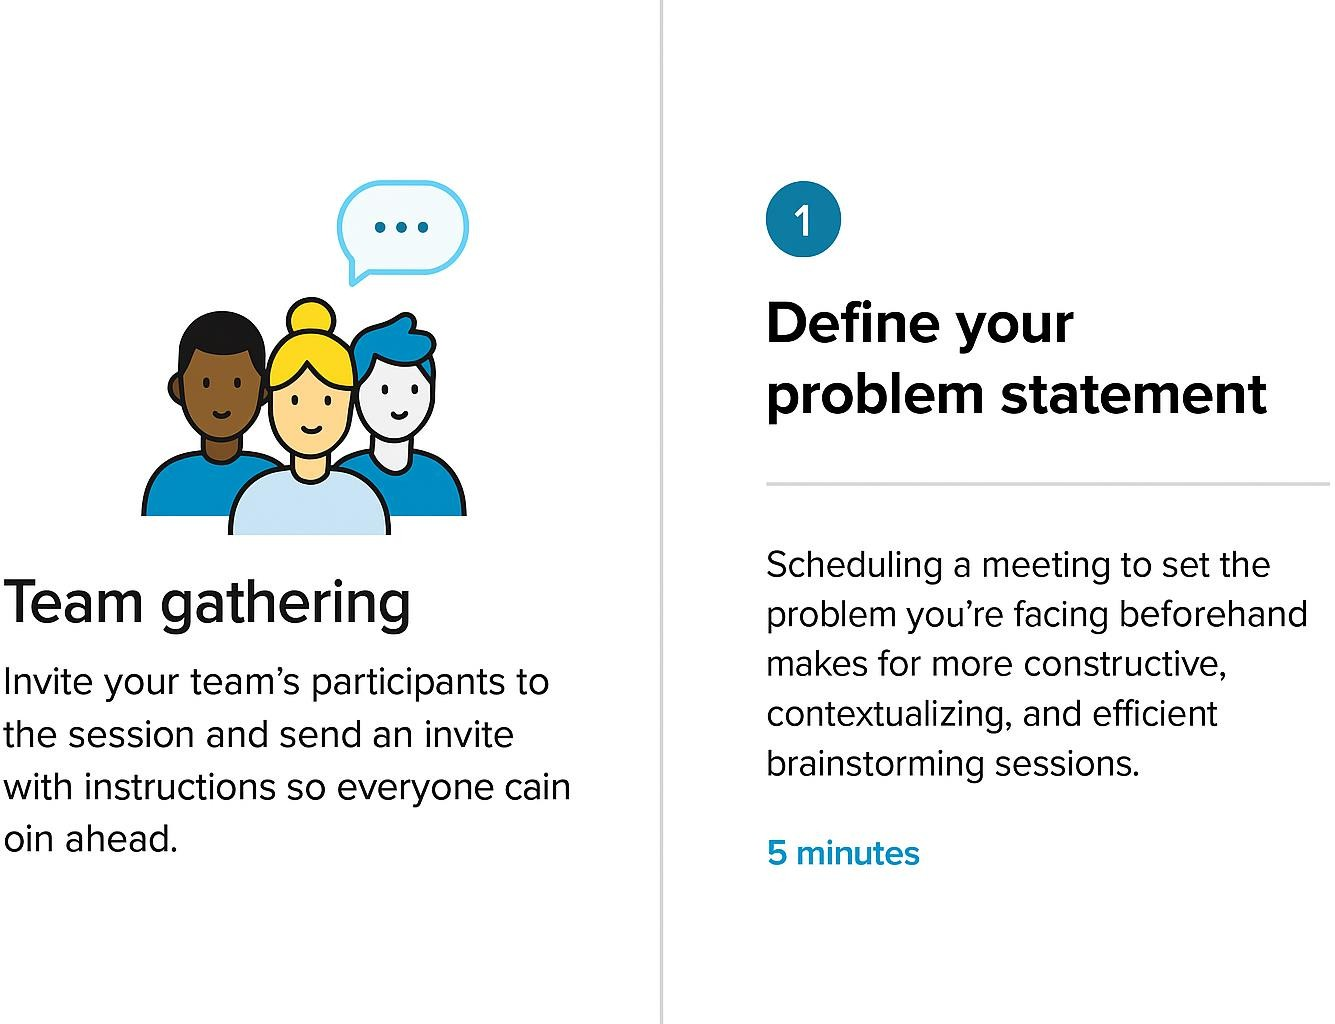 Team gathering
Invite your team’s participants to
the session and send an invite
with instructions so everyone cain
oin ahead.
1
Define your
problem statement
Scheduling a meeting to set the
problem you’re facing beforehand
makes for more constructive,
contextualizing, and efficient
brainstorming sessions.
5 minutes